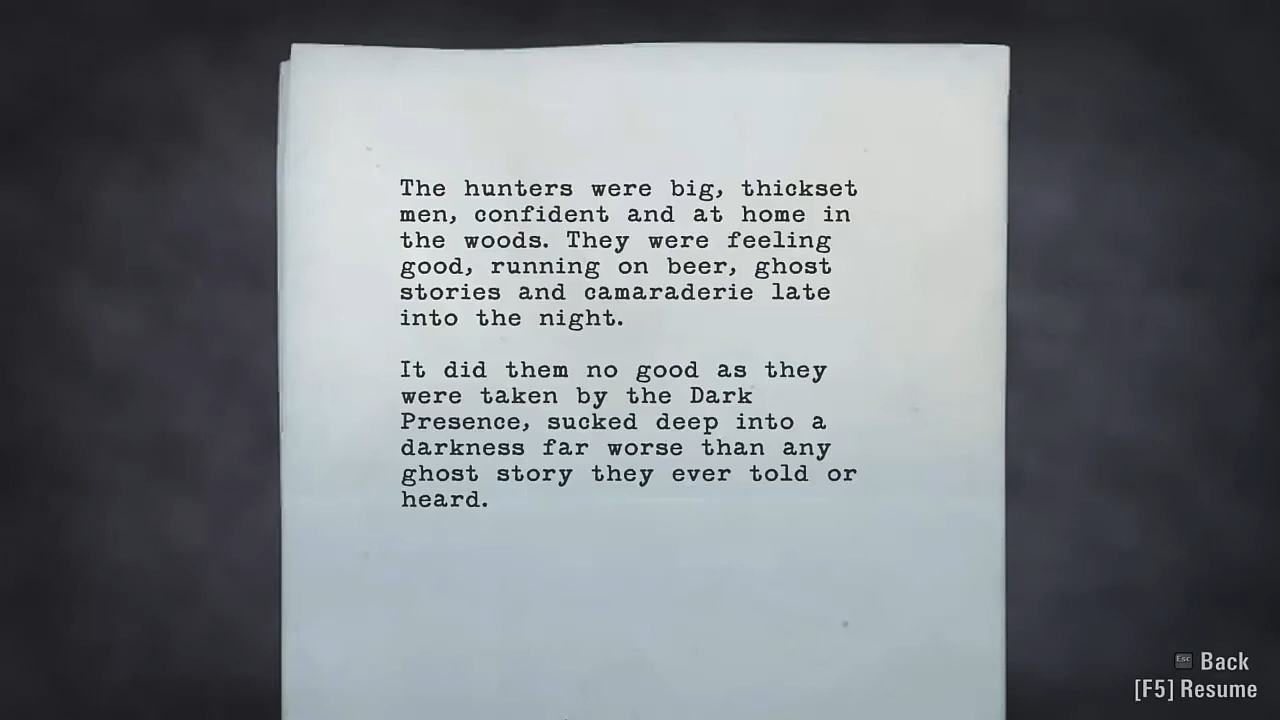 The hunters were big, thickset
men, confident and at home in
the woods. They were feeling
good, running on beer, ghost
stories and camaraderie late
into the night.
It did them no good as they
were taken by the Dark
Presence, sucked deep into a
darkness far worse than any
ghost story they ever told or
heard.
Esc Back
[F5] Resume